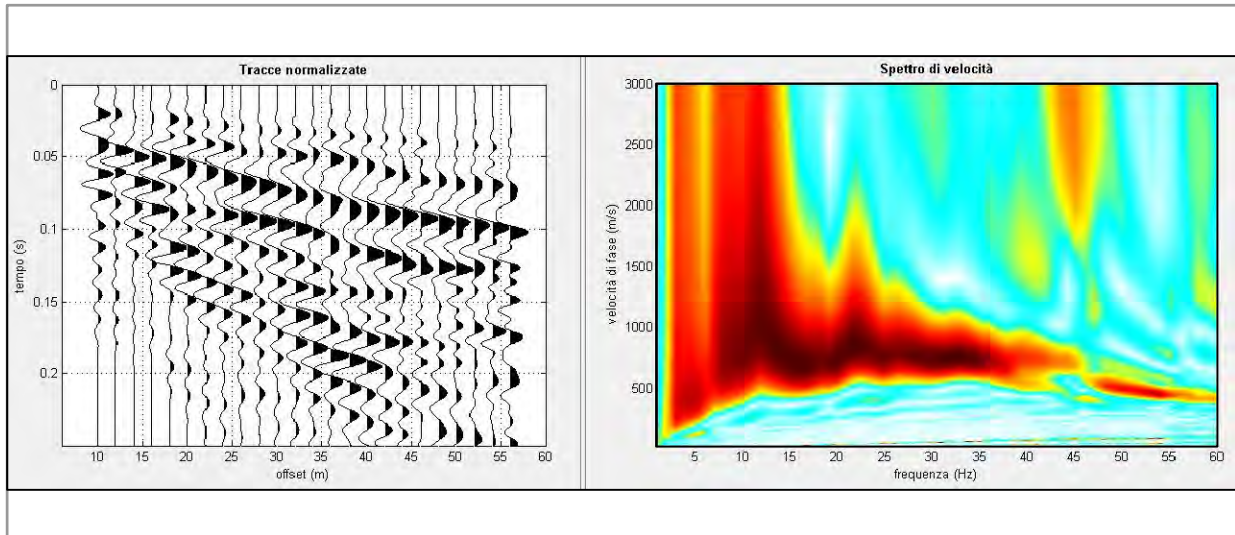 Tracce normalizzate
0
0.05
0.1
0.15
0.2
tempo (s)
10 15 20 25 30 35 40 45 50 55 60
offset (m)
Spettro di velocità
3000
2500
2000
1500
1000
500
velocità di fase (m/s)
5 10 15 20 25 30 35 40 45 50 55 60
frequenza (Hz)